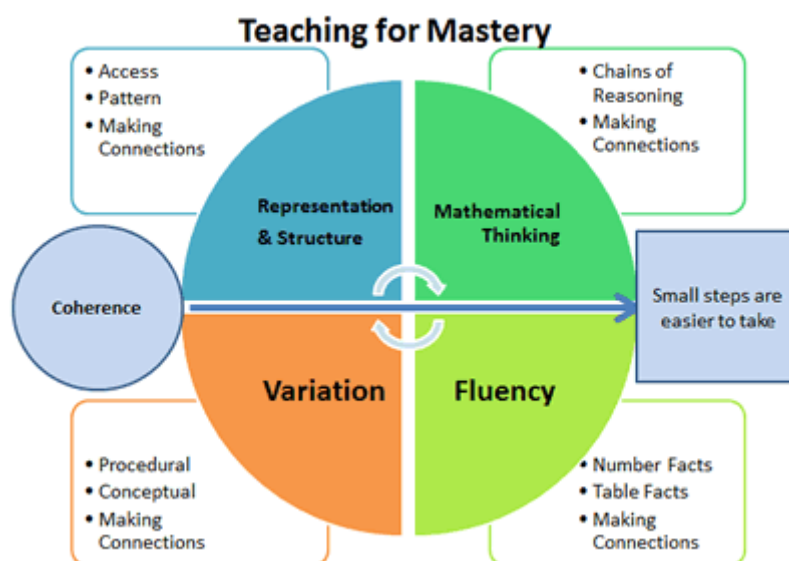 Teaching for Mastery
• Access
• Pattern
• Making
Connections
• Chains of
Reasoning
• Making
Connections
Representation
& Structure
Mathematical
Thinking
Coherence
Small steps are
easier to take
Variation
Fluency
• Procedural
• Conceptual
• Making
Connections
• Number Facts
• Table Facts
• Making
Connections